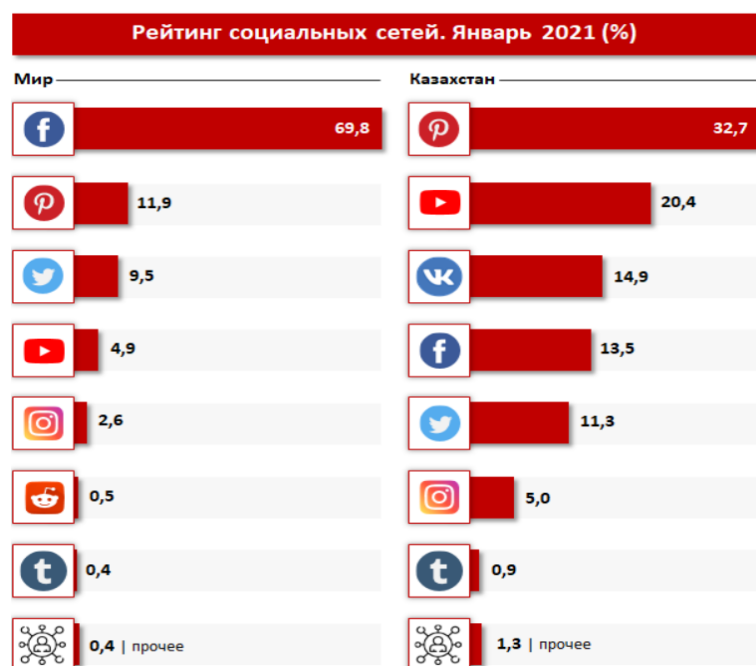 Рейтинг социальных сетей. Январь 2021 (%)
Мир
69,8
11,9
9,5
4,9
2,6
0,5
0,4
0,4 | прочее
Казахстан
32,7
20,4
14,9
13,5
11,3
5,0
0,9
1,3 | прочее